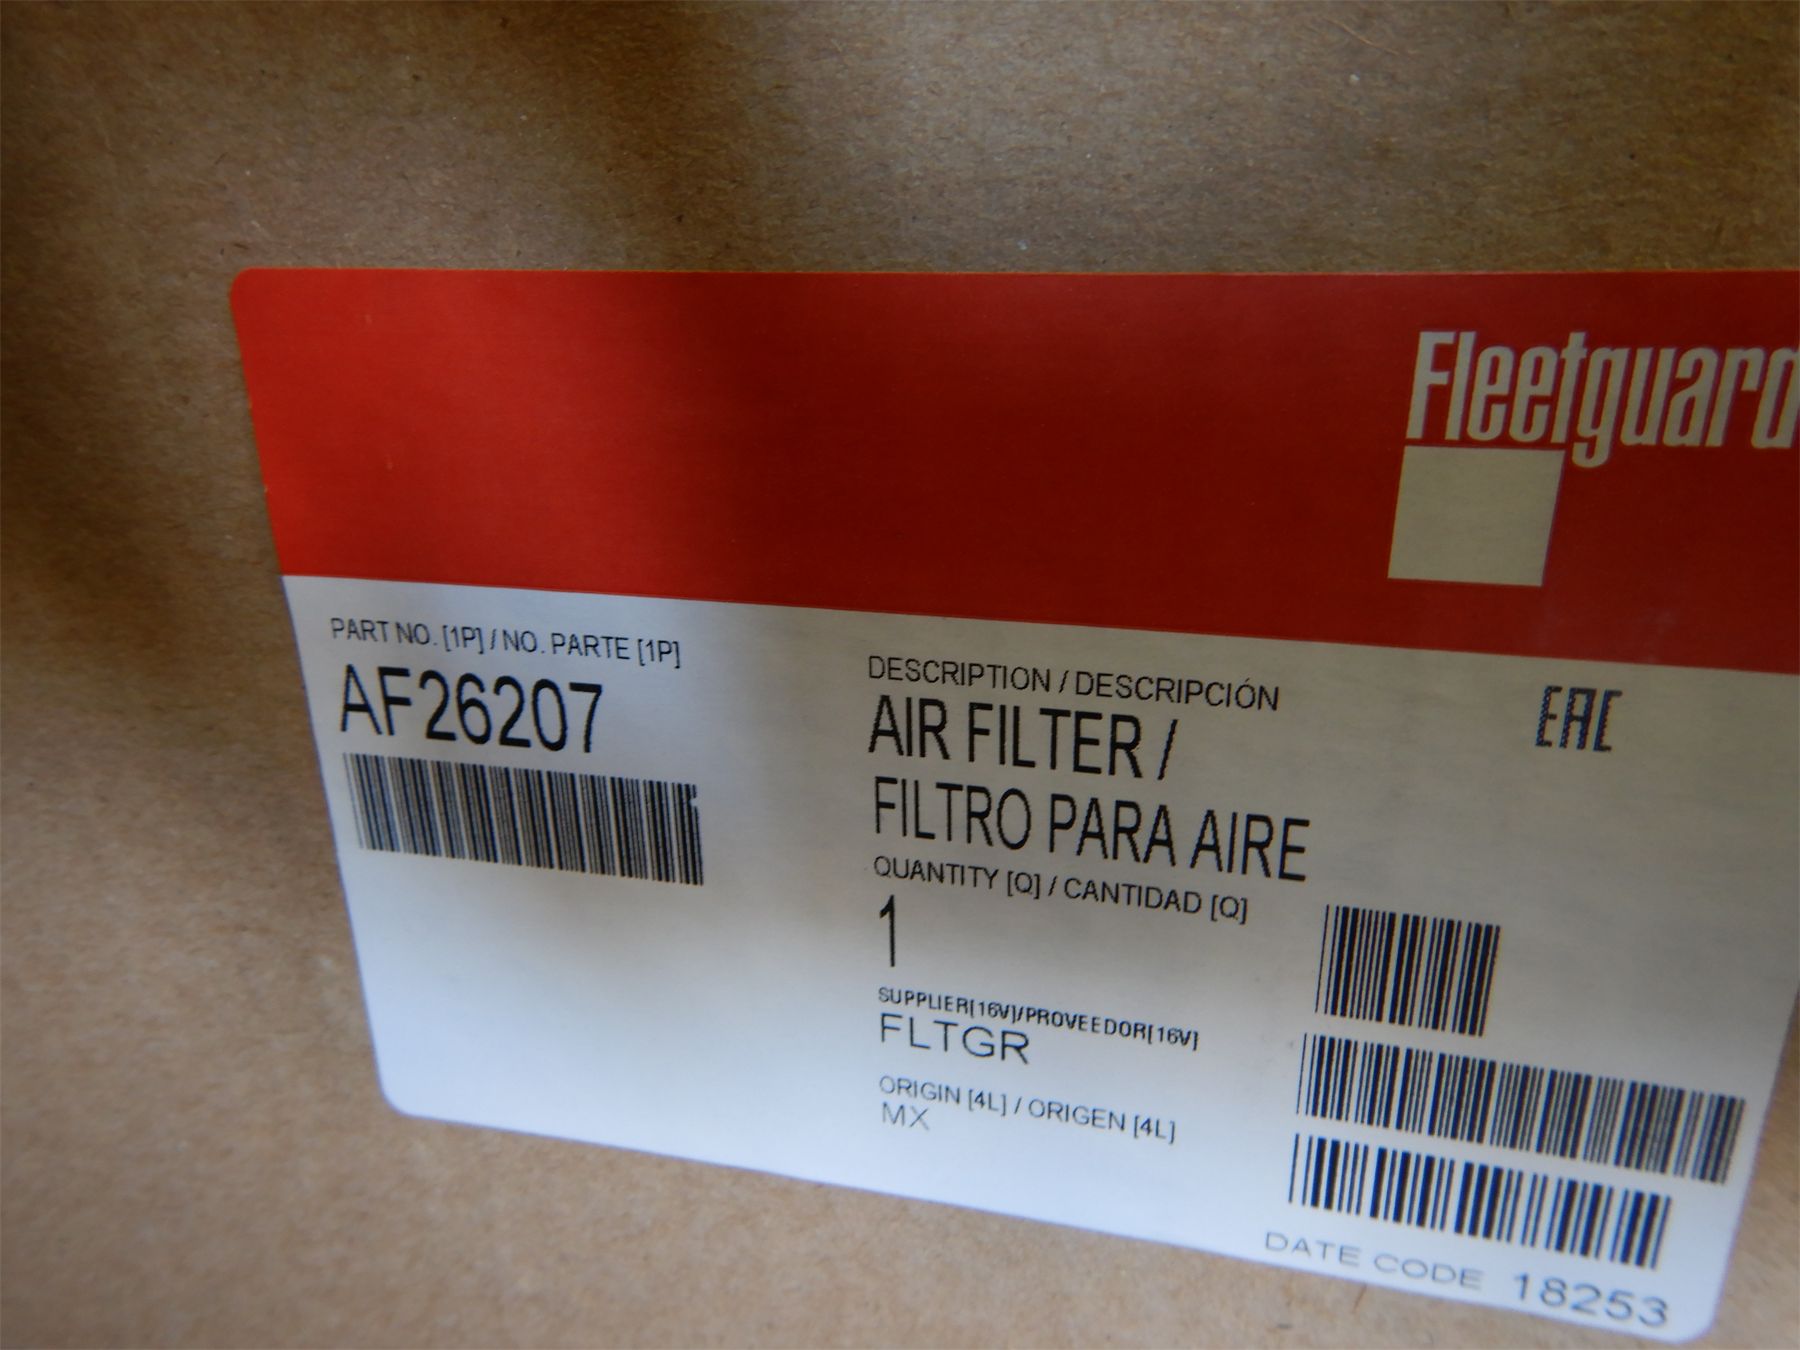 Fleetguard
PART NO. [1P] / NO. PARTE [1P]
AF26207
DESCRIPTION / DESCRIPCIÓN
AIR FILTER /
FILTRO PARA AIRE
EAC
QUANTITY [Q] / CANTIDAD [Q]
1
SUPPLIER[16V]/PROVEEDOR[16V]
FLTGR
ORIGIN [4L] / ORIGEN [4L]
MX
DATE CODE 18253